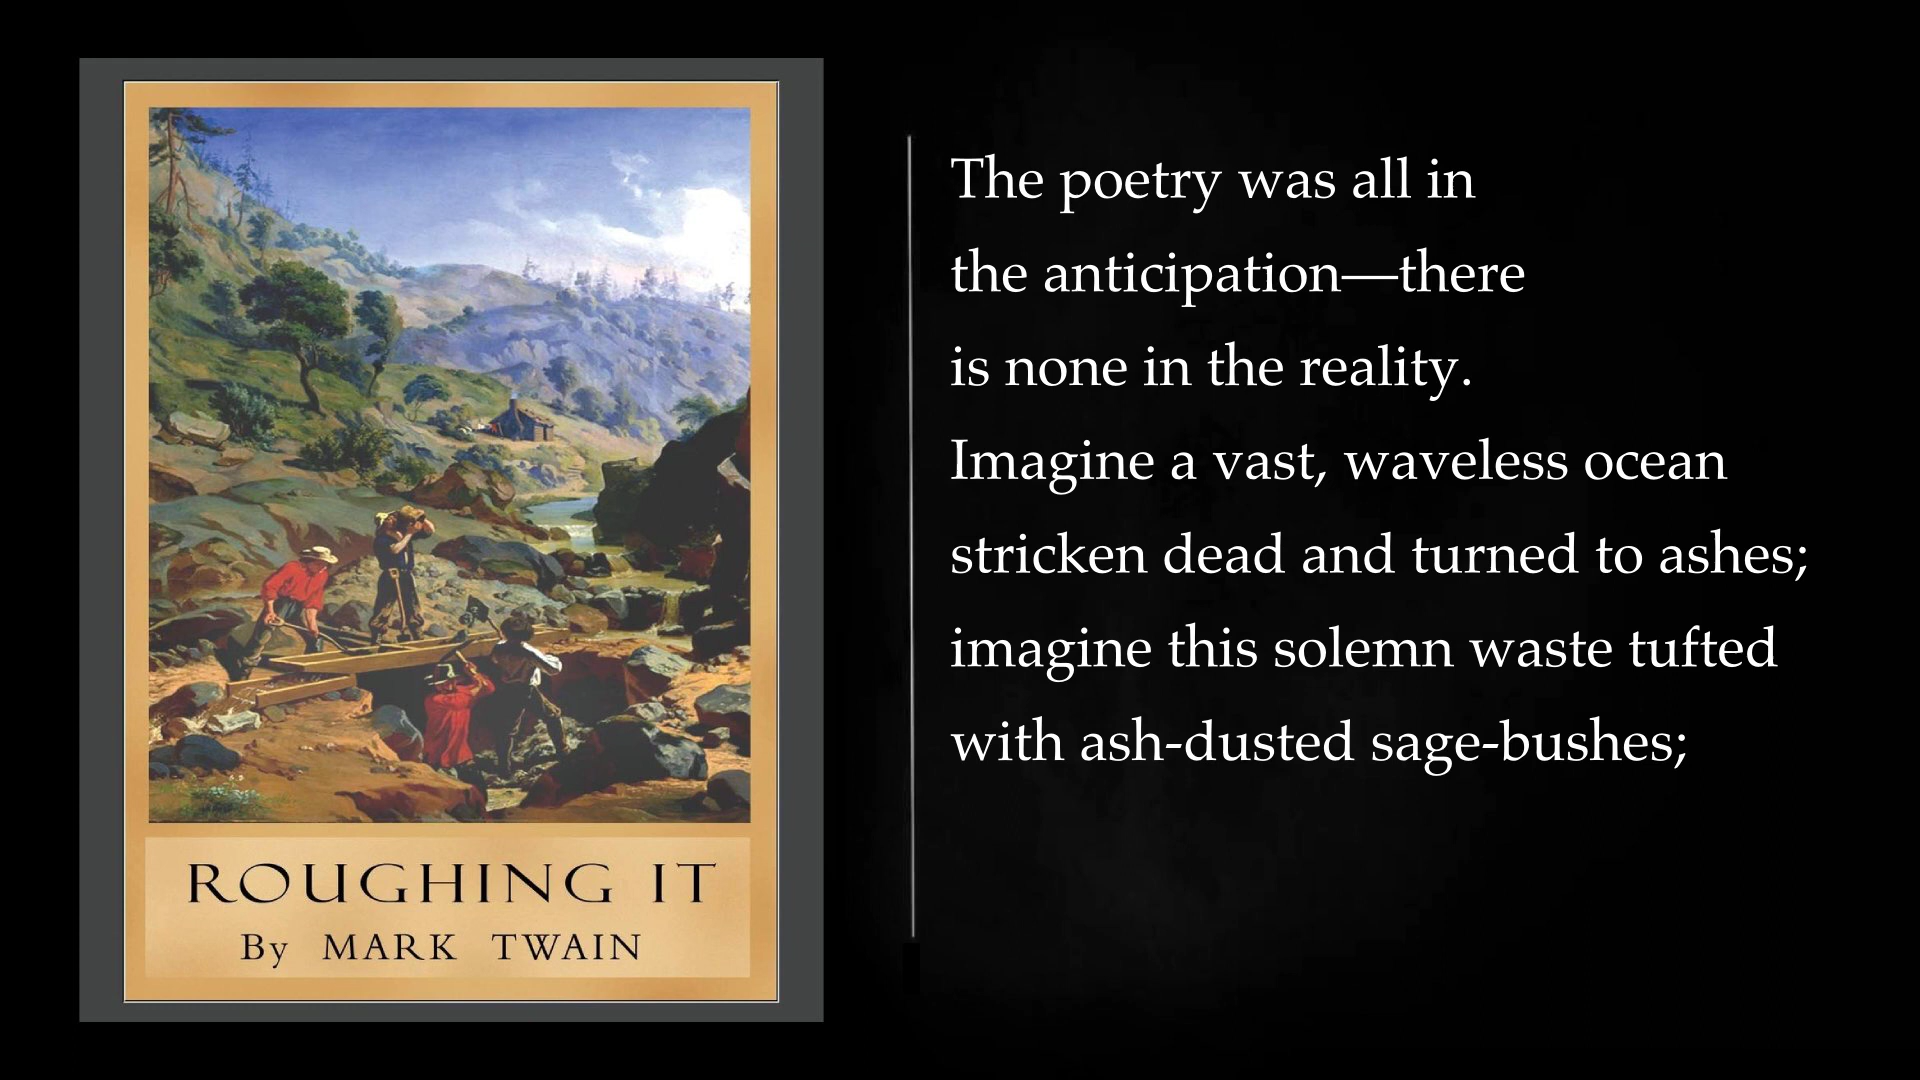 ROUGHING IT
By MARK TWAIN
The poetry was all in
the anticipation—there
is none in the reality.
Imagine a vast, waveless ocean
stricken dead and turned to ashes;
imagine this solemn waste tufted
with ash-dusted sage-bushes;